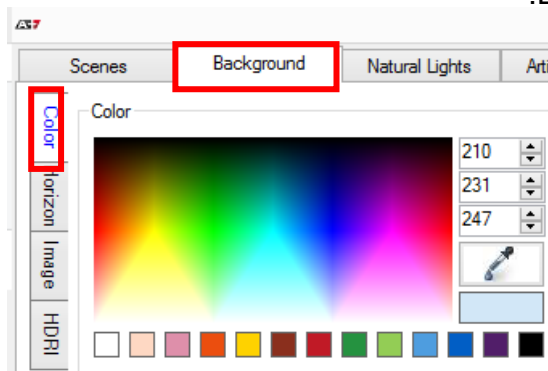 Scenes
Background
Natural Lights
Color
Color
210
231
247
Horizon
Image
HDRI